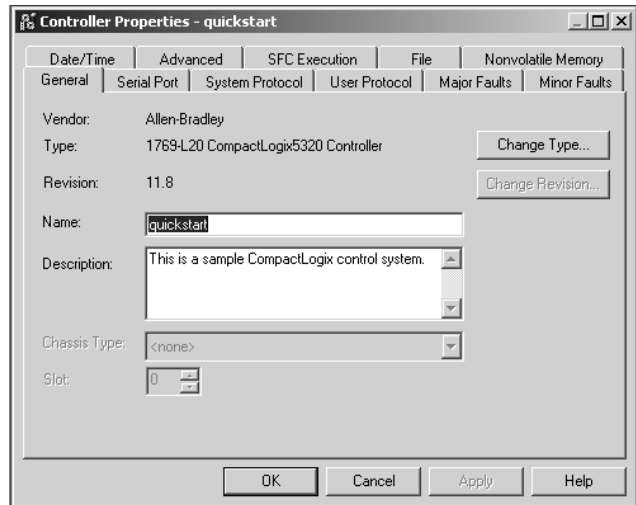 Controller Properties - quickstart
Date/Time Advanced SFC Execution File Nonvolatile Memory
General Serial Port System Protocol User Protocol Major Faults Minor Faults
Vendor: Allen-Bradley
Type: 1769-L20 CompactLogix5320 Controller Change Type...
Revision: 11.8 Change Revision...
Name: quickstart
Description: This is a sample CompactLogix control system.
Chassis Type: <none>
Slot: 0
OK Cancel Apply Help